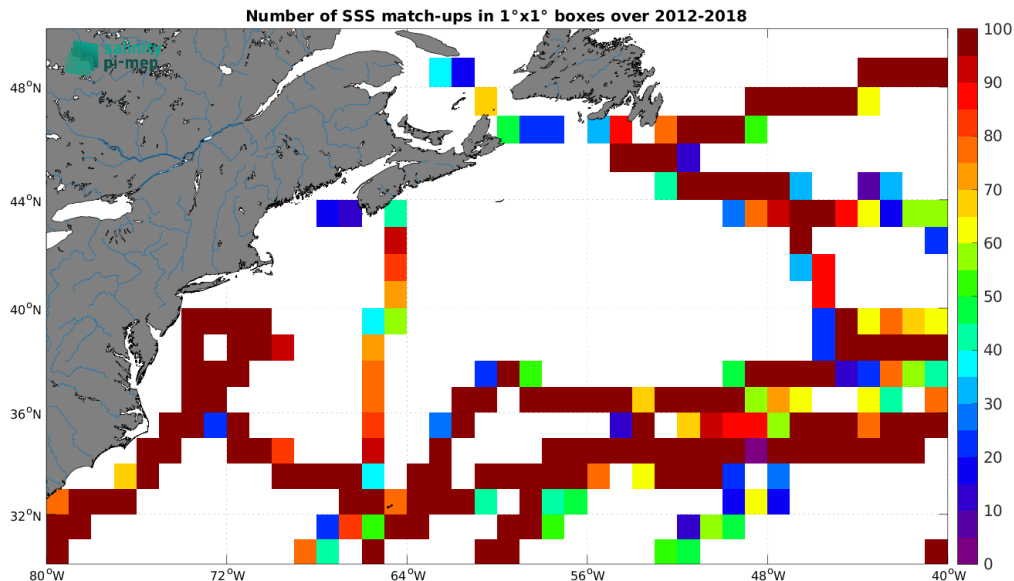 Number of SSS match-ups in 1°x1° boxes over 2012-2018
salinity
pi-mep
48°N
44°N
40°N
36°N
32°N
80°W 72°W 64°W 56°W 48°W 40°W
100
90
80
70
60
50
40
30
20
10
0